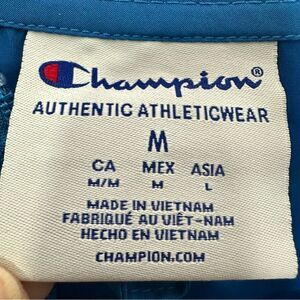 Champion®
AUTHENTIC ATHLETICWEAR
M
CA MEX ASIA
M/M M L
MADE IN VIETNAM
FABRIQUÉ AU VIÊT-NAM
HECHO EN VIETNAM
CHAMPION.COM